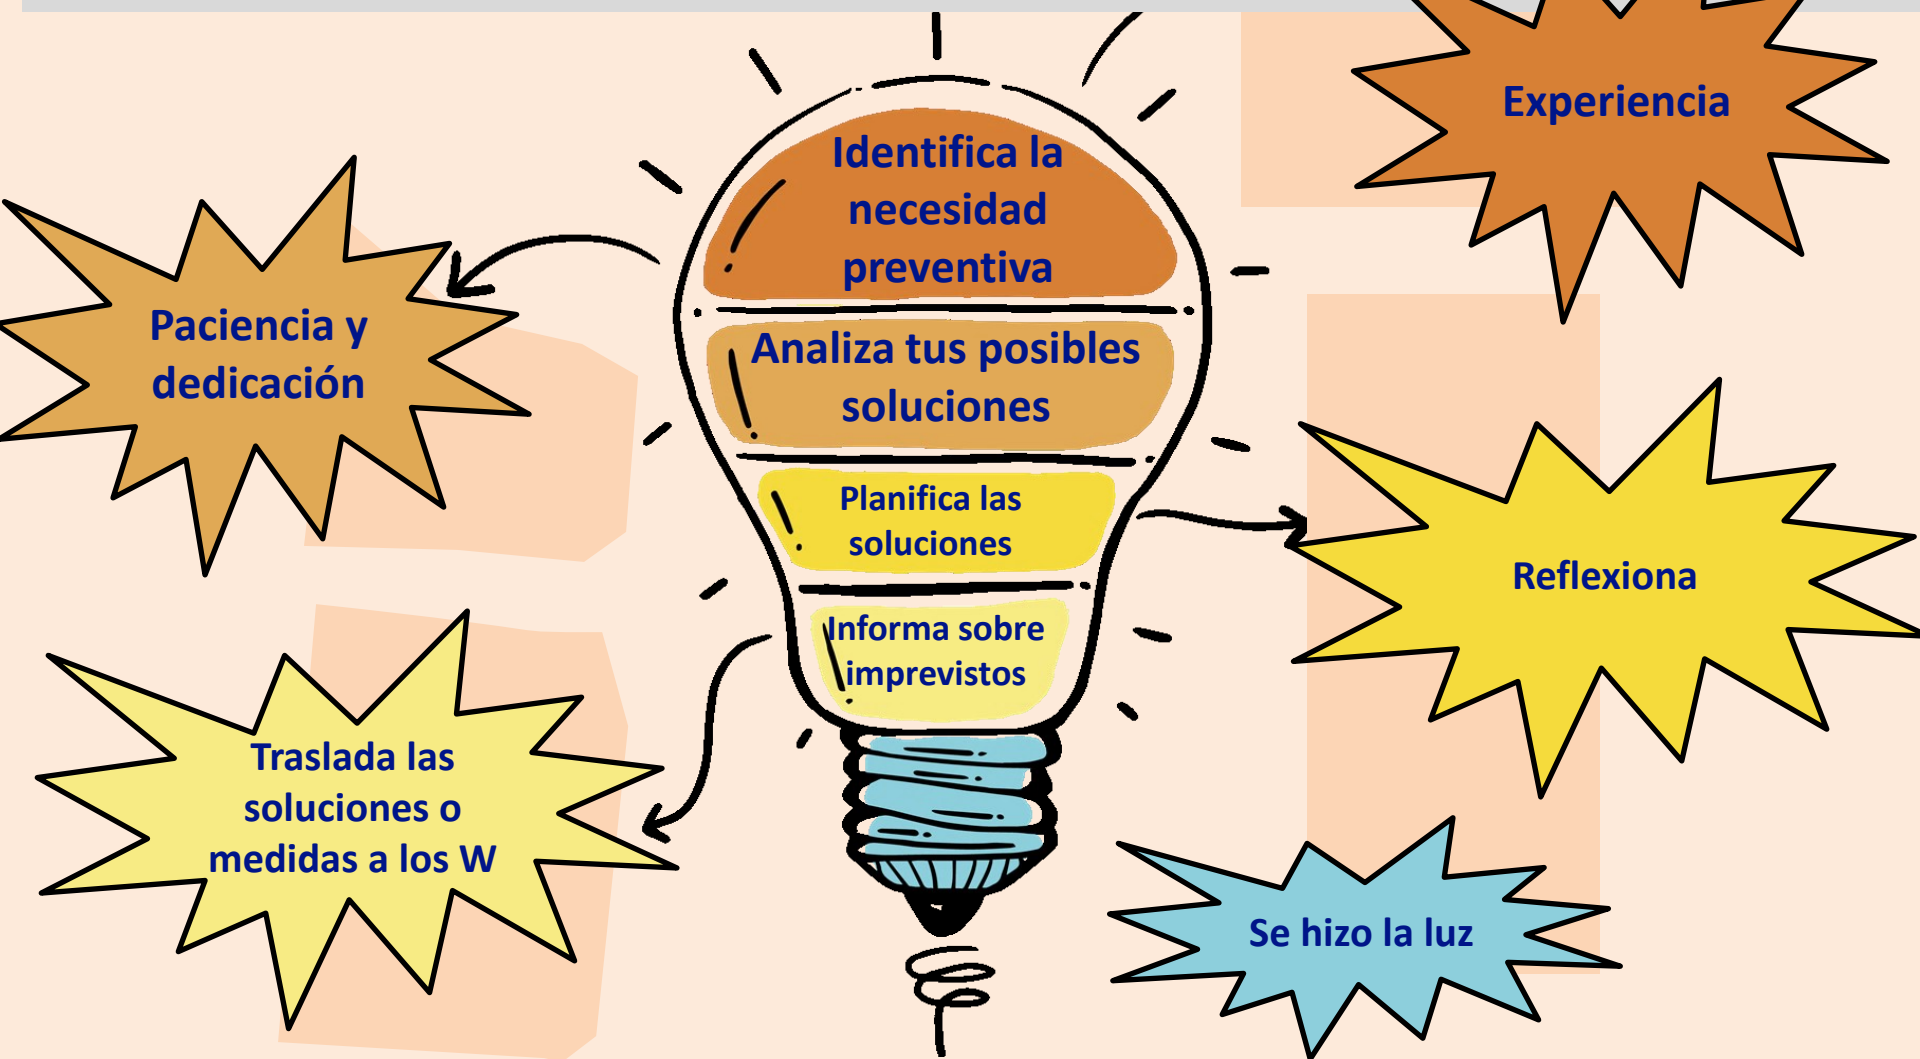 Experiencia
Identifica la
necesidad
preventiva
Paciencia y
dedicación
Analiza tus posibles
soluciones
Planifica las
soluciones
Reflexiona
Informa sobre
imprevistos
Traslada las
soluciones o
medidas a los W
Se hizo la luz